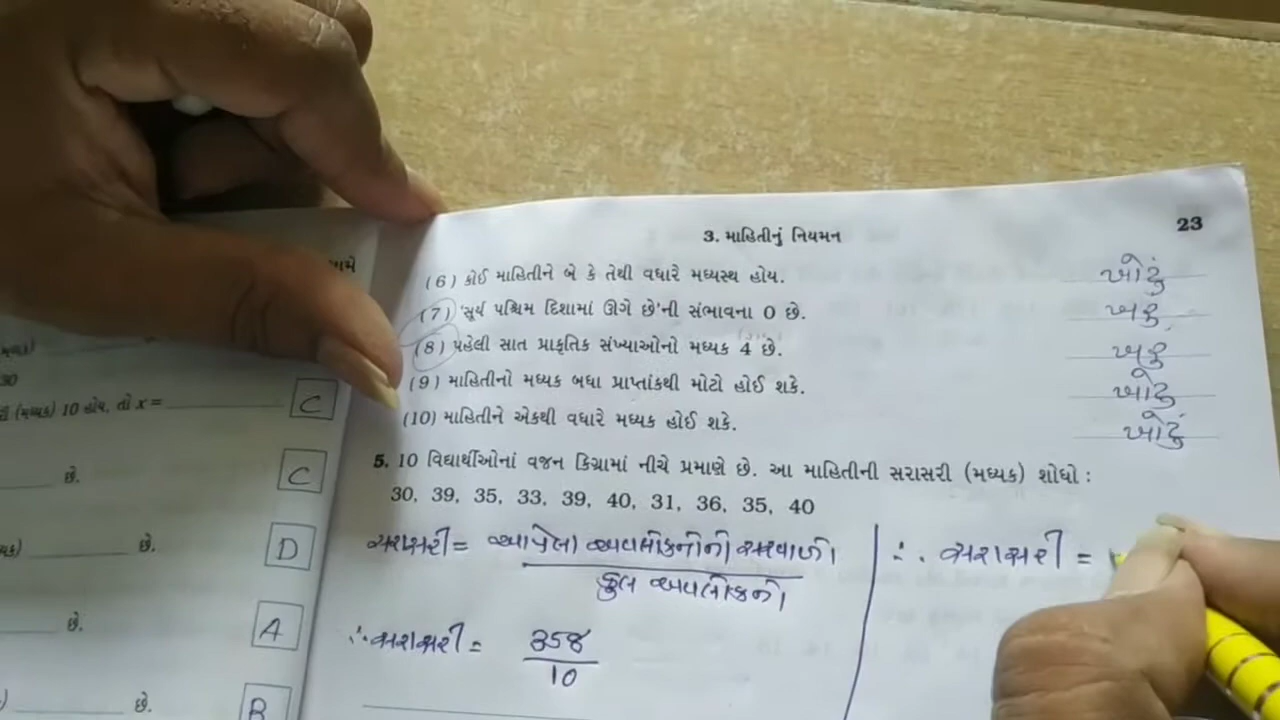 3. માહિતીનું નિયમન 23
(6) કોઈ માહિતીને બે કે તેથી વધારે મધ્યસ્થ હોય. ખોટું
(7) 'સૂર્ય પશ્ચિમ દિશામાં ઊગે છે'ની સંભાવના 0 છે. ખરું
(8) પહેલી સાત પ્રાકૃતિક સંખ્યાઓનો મધ્યક 4 છે. ખરું
(9) માહિતીનો મધ્યક બધા પ્રાપ્તાંકથી મોટો હોઈ શકે. ખોટું
(10) માહિતીને એકથી વધારે મધ્યક હોઈ શકે. ખોટું
5. 10 વિદ્યાર્થીઓનાં વજન કિગ્રામાં નીચે પ્રમાણે છે. આ માહિતીની સરાસરી (મધ્યક) શોધો :
30, 39, 35, 33, 39, 40, 31, 36, 35, 40
સરાસરી = આપેલા અવલોકનોનો સરવાળો
કુલ અવલોકનો
∴ સરાસરી = 358
10
∴ સરાસરી =
30
(મધ્યક) 10 હોય, તો x = C
છે. C
છે. D
છે. A
છે. B